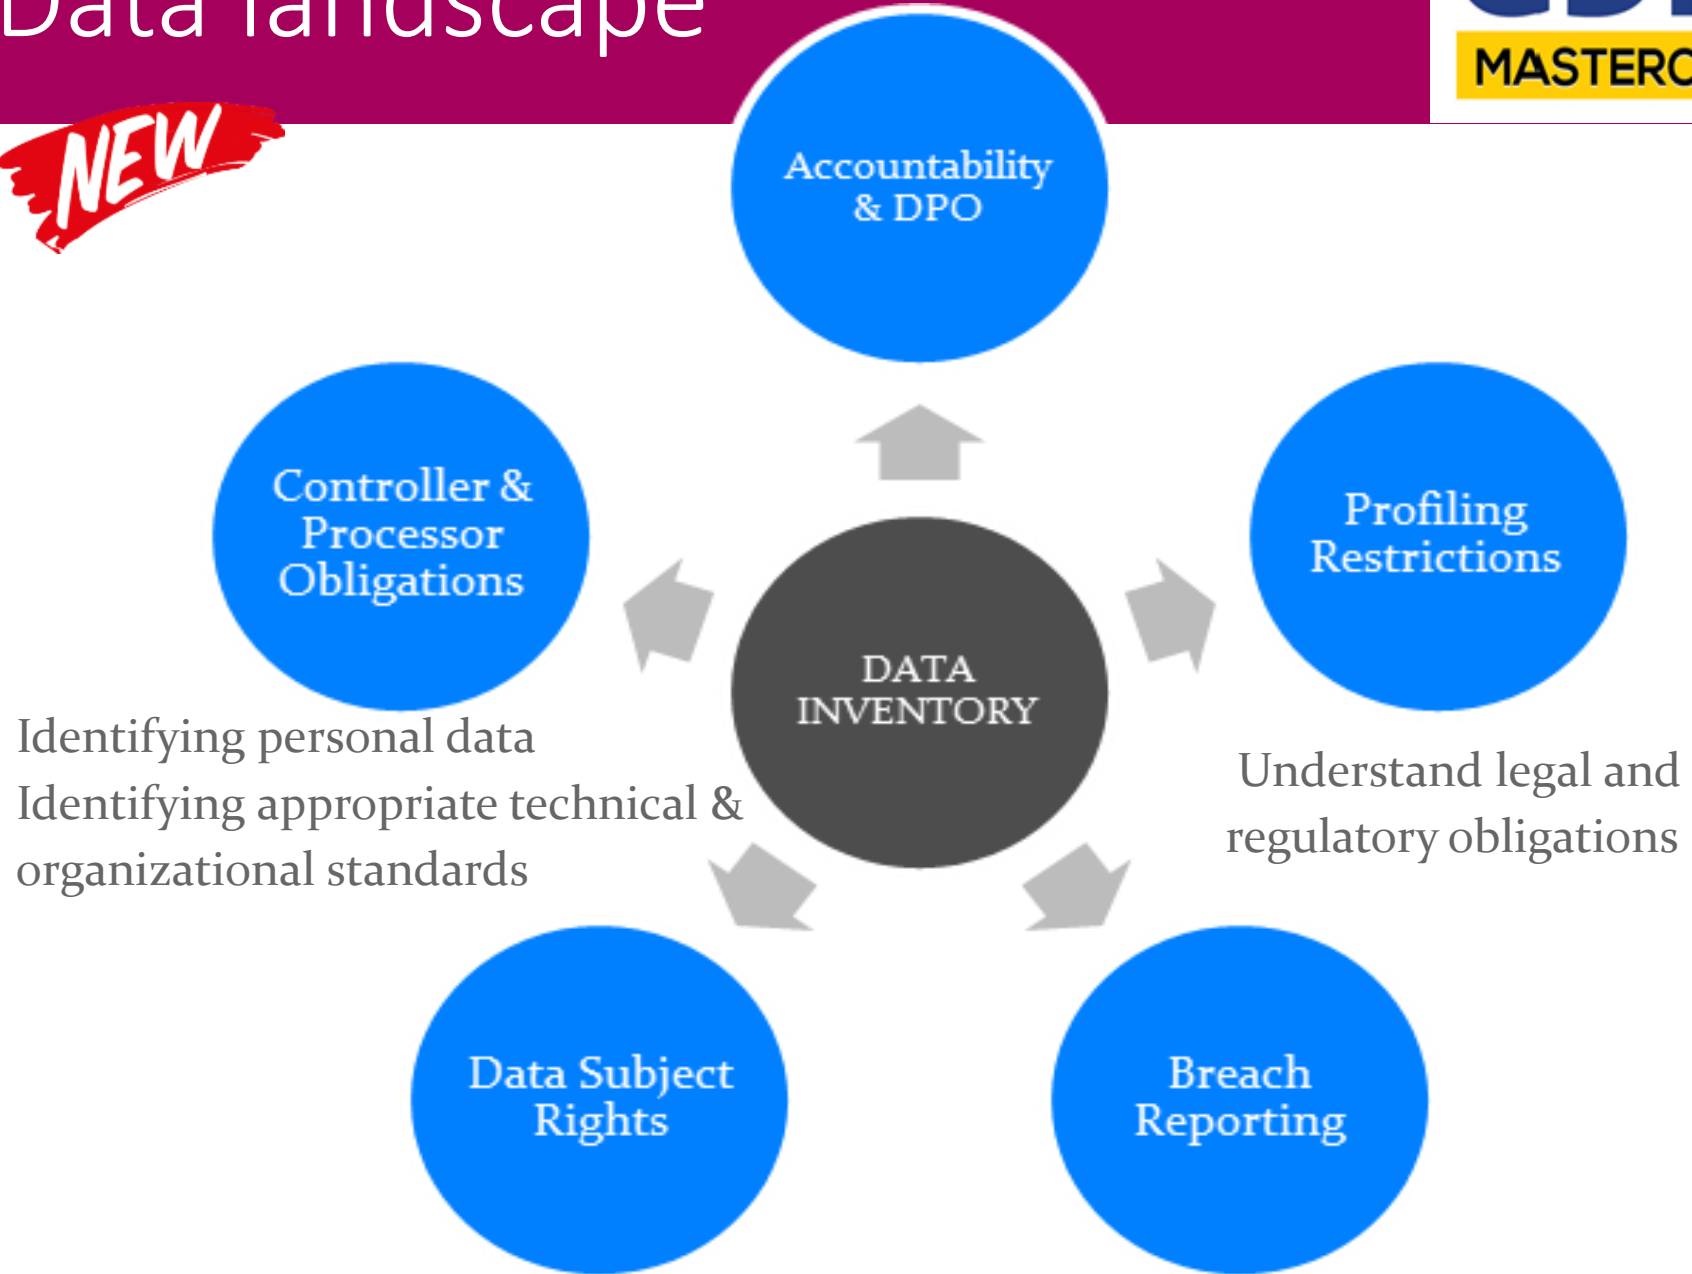 Data landscape
MASTERC
NEW
Accountability
& DPO
Controller &
Processor
Obligations
Profiling
Restrictions
DATA
INVENTORY
Identifying personal data
Identifying appropriate technical &
organizational standards
Understand legal and
regulatory obligations
Data Subject
Rights
Breach
Reporting